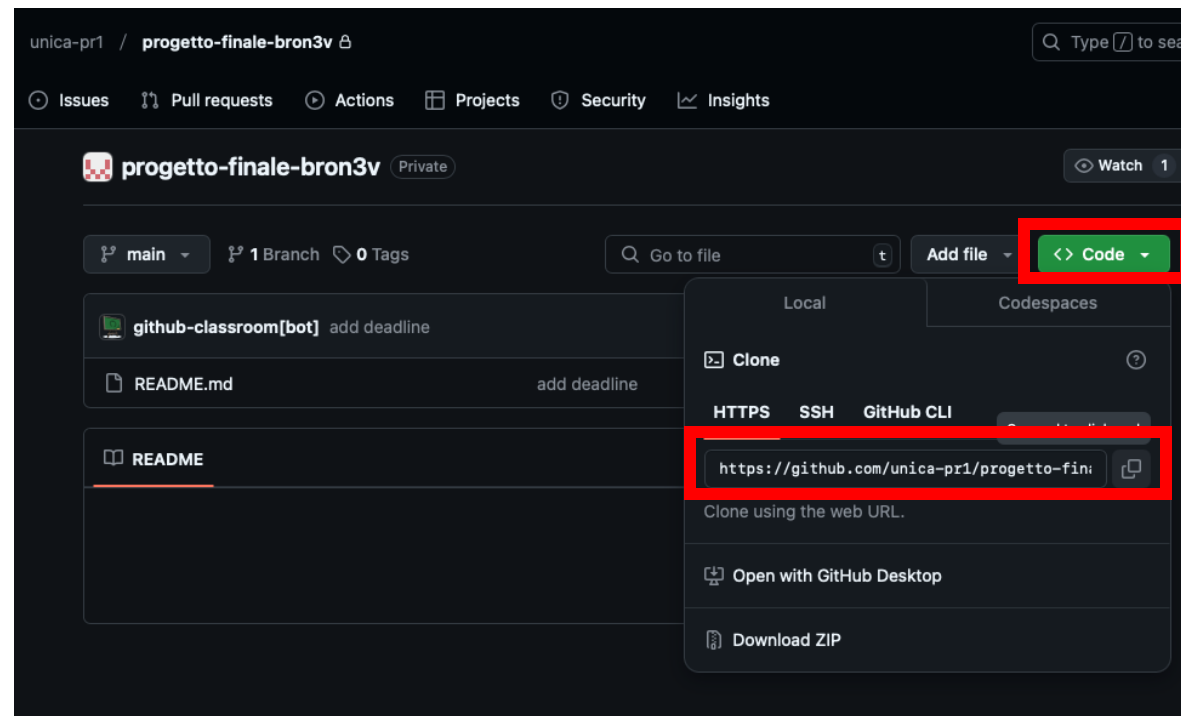 unica-pr1 / progetto-finale-bron3v
Type / to sea
Issues Pull requests Actions Projects Security Insights
progetto-finale-bron3v Private
Watch 1
main 1 Branch 0 Tags
Go to file t
Add file
<> Code
github-classroom[bot] add deadline
README.md add deadline
README
Local Codespaces
Clone
HTTPS SSH GitHub CLI
https://github.com/unica-pr1/progetto-fin
Clone using the web URL.
Open with GitHub Desktop
Download ZIP